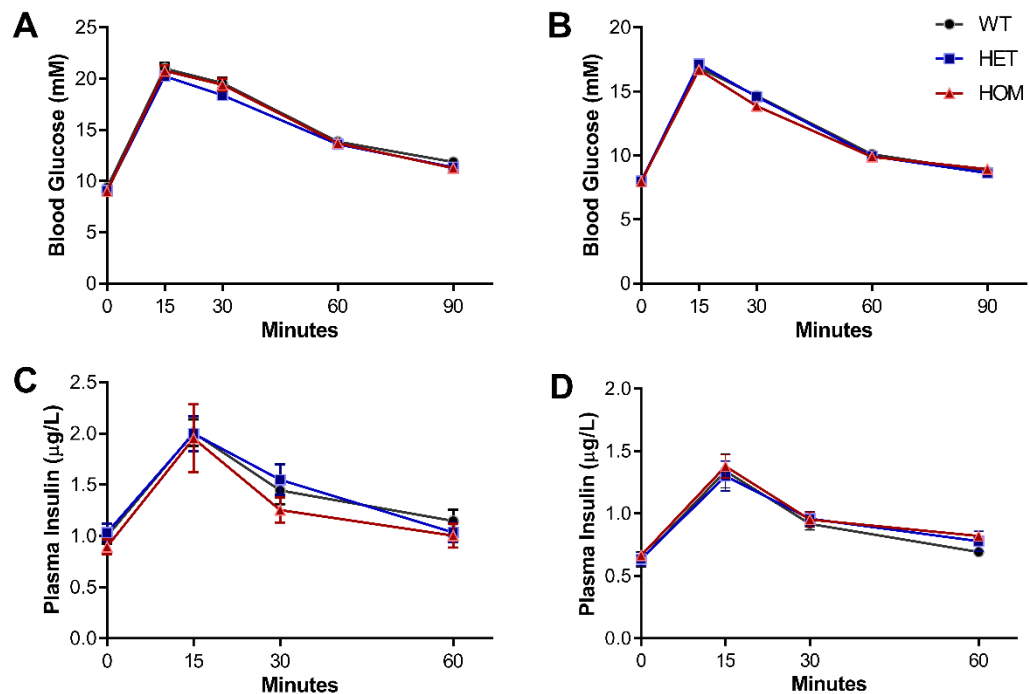 A
Blood Glucose (mM)
25
20
15
10
5
0
0 15 30 60 90
Minutes
B
Blood Glucose (mM)
25
20
15
10
5
0
0 15 30 60 90
Minutes
WT
HET
HOM
C
Plasma Insulin (µg/L)
2.5
2.0
1.5
1.0
0.5
0.0
0 15 30 60
Minutes
D
Plasma Insulin (µg/L)
2.0
1.5
1.0
0.5
0.0
0 15 30 60
Minutes